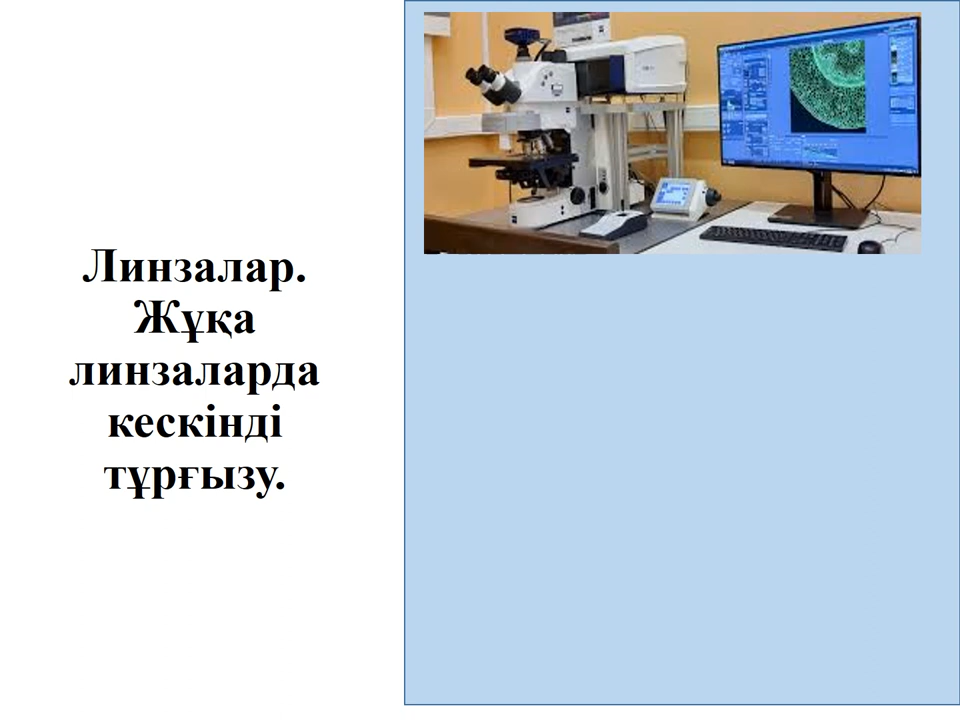 Линзалар.
Жұқа
линзаларда
кескінді
тұрғызу.